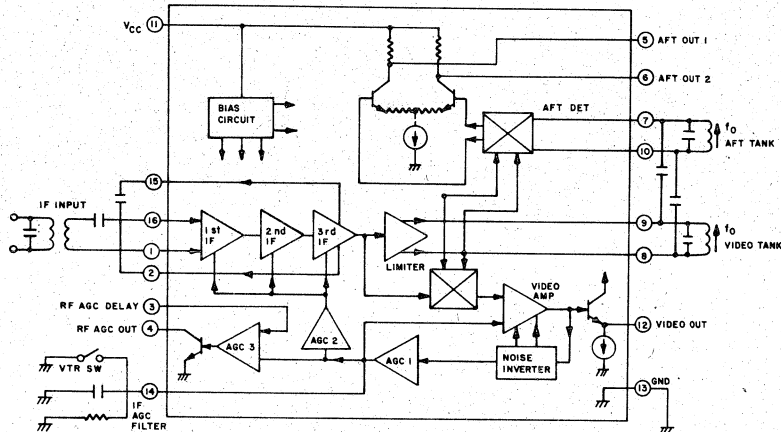 VCC 11
5 AFT OUT 1
6 AFT OUT 2
BIAS
CIRCUIT
AFT DET
7
10
fO
AFT TANK
IF INPUT
15
16
1
2
1st
IF
2nd
IF
3rd
IF
LIMITER
9
8
fO
VIDEO TANK
RF AGC DELAY 3
RF AGC OUT 4
AGC 3
AGC 2
AGC 1
VIDEO
AMP
NOISE
INVERTER
12 VIDEO OUT
VTR SW
14
IF
AGC
FILTER
13 GND